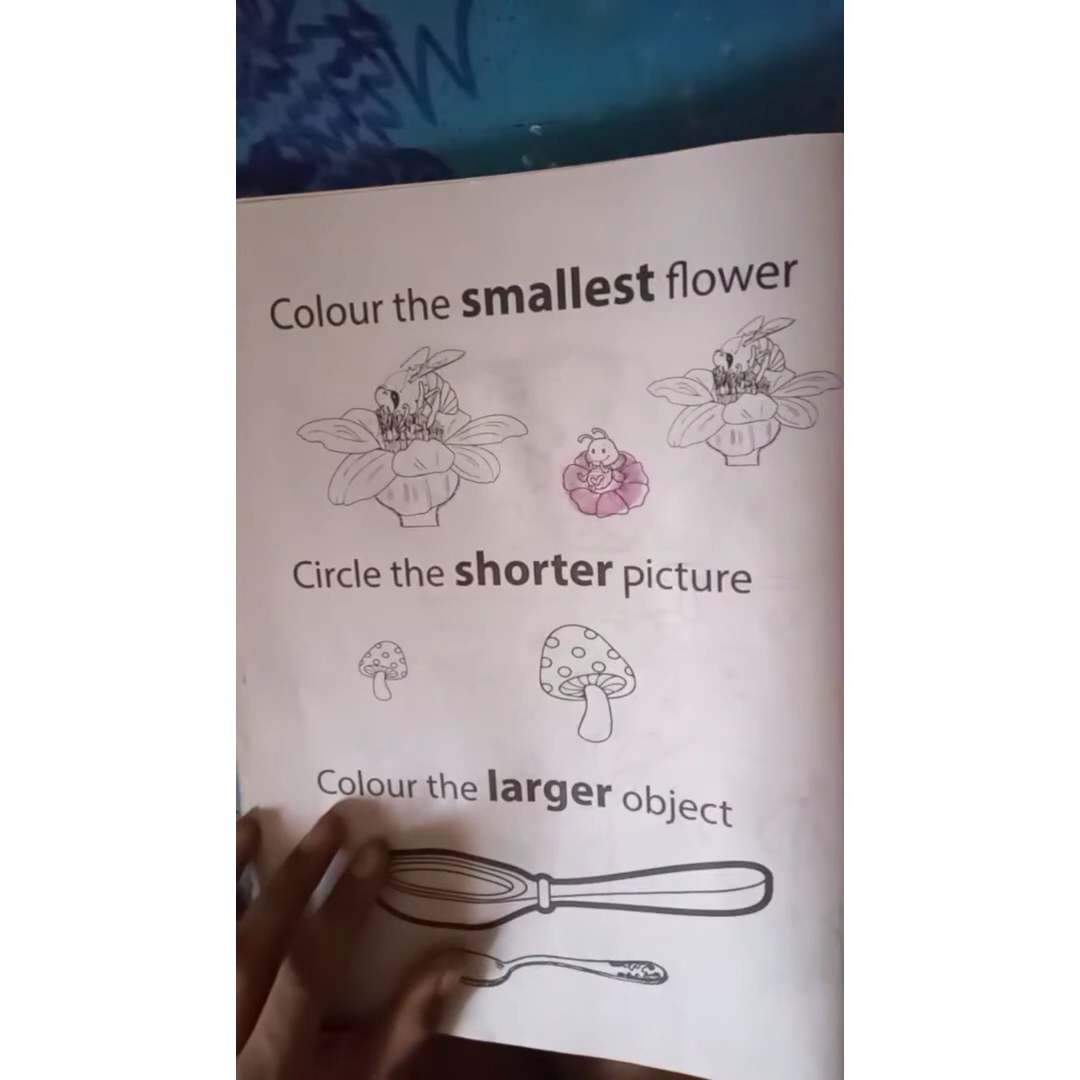 Colour the smallest flower
Circle the shorter picture
Colour the larger object